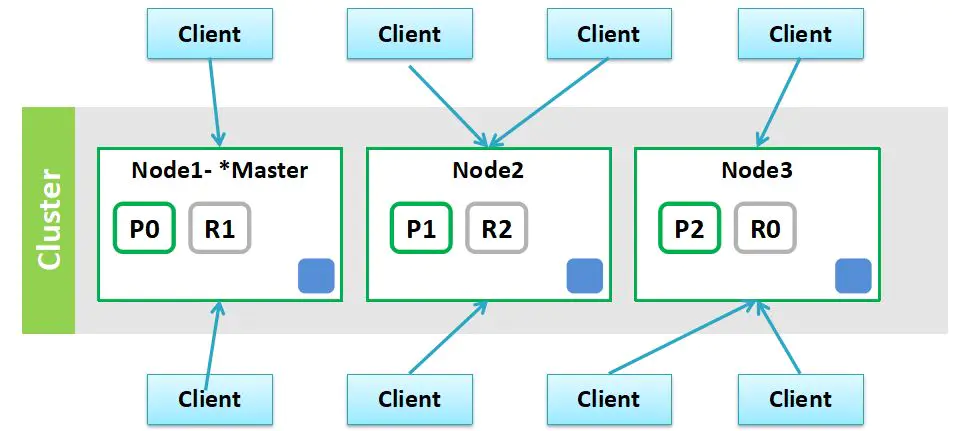 Client
Client
Client
Client
Cluster
Node1- *Master
Node2
Node3
P0
R1
P1
R2
P2
R0
Client
Client
Client
Client